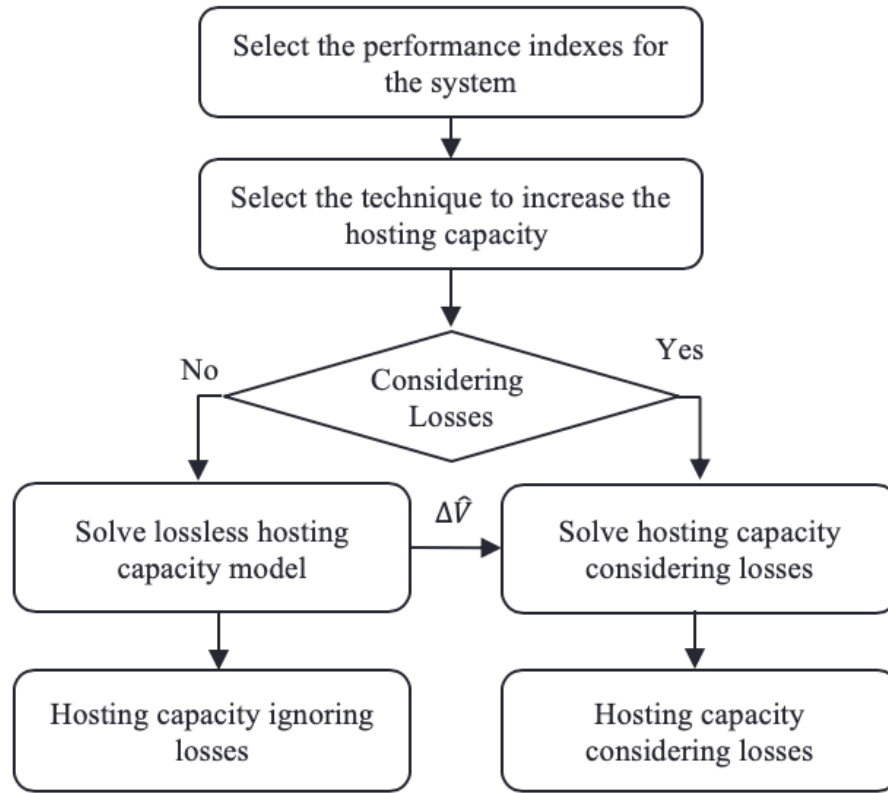 Select the performance indexes for
the system
Select the technique to increase the
hosting capacity
No
Yes
Considering
Losses
Solve lossless hosting
capacity model
ΔV̂
Solve hosting capacity
considering losses
Hosting capacity ignoring
losses
Hosting capacity
considering losses